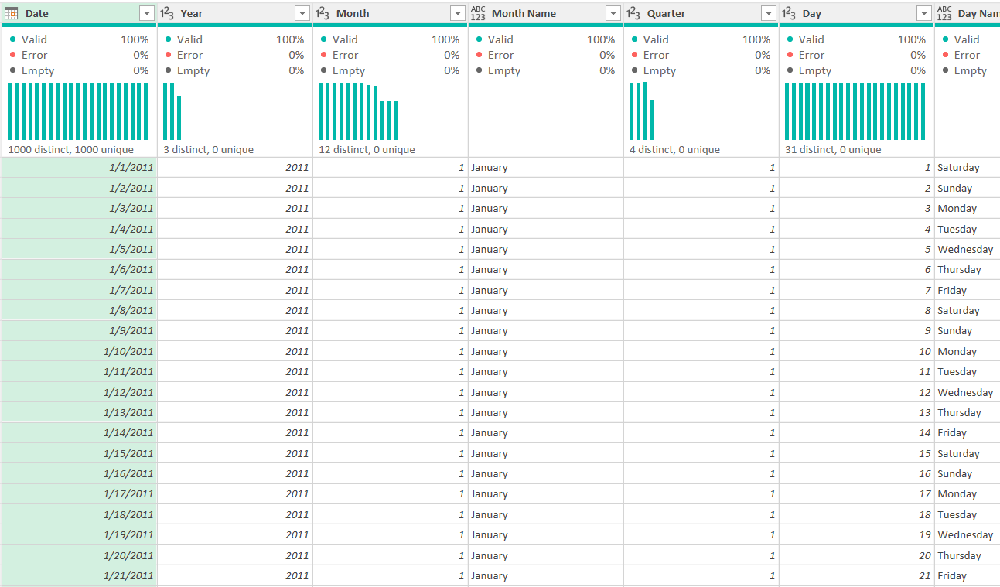 Date 1²3 Year 1²3 Month ABC 123 Month Name 1²3 Quarter 1²3 Day ABC 123 Day Nam
Valid 100% Valid 100% Valid 100% Valid 100% Valid 100% Valid 100% Valid
Error 0% Error 0% Error 0% Error 0% Error 0% Error 0% Error
Empty 0% Empty 0% Empty 0% Empty 0% Empty 0% Empty 0% Empty
1000 distinct, 1000 unique 3 distinct, 0 unique 12 distinct, 0 unique 4 distinct, 0 unique 31 distinct, 0 unique
1/1/2011 2011 1 January 1 1 Saturday
1/2/2011 2011 1 January 1 2 Sunday
1/3/2011 2011 1 January 1 3 Monday
1/4/2011 2011 1 January 1 4 Tuesday
1/5/2011 2011 1 January 1 5 Wednesday
1/6/2011 2011 1 January 1 6 Thursday
1/7/2011 2011 1 January 1 7 Friday
1/8/2011 2011 1 January 1 8 Saturday
1/9/2011 2011 1 January 1 9 Sunday
1/10/2011 2011 1 January 1 10 Monday
1/11/2011 2011 1 January 1 11 Tuesday
1/12/2011 2011 1 January 1 12 Wednesday
1/13/2011 2011 1 January 1 13 Thursday
1/14/2011 2011 1 January 1 14 Friday
1/15/2011 2011 1 January 1 15 Saturday
1/16/2011 2011 1 January 1 16 Sunday
1/17/2011 2011 1 January 1 17 Monday
1/18/2011 2011 1 January 1 18 Tuesday
1/19/2011 2011 1 January 1 19 Wednesday
1/20/2011 2011 1 January 1 20 Thursday
1/21/2011 2011 1 January 1 21 Friday